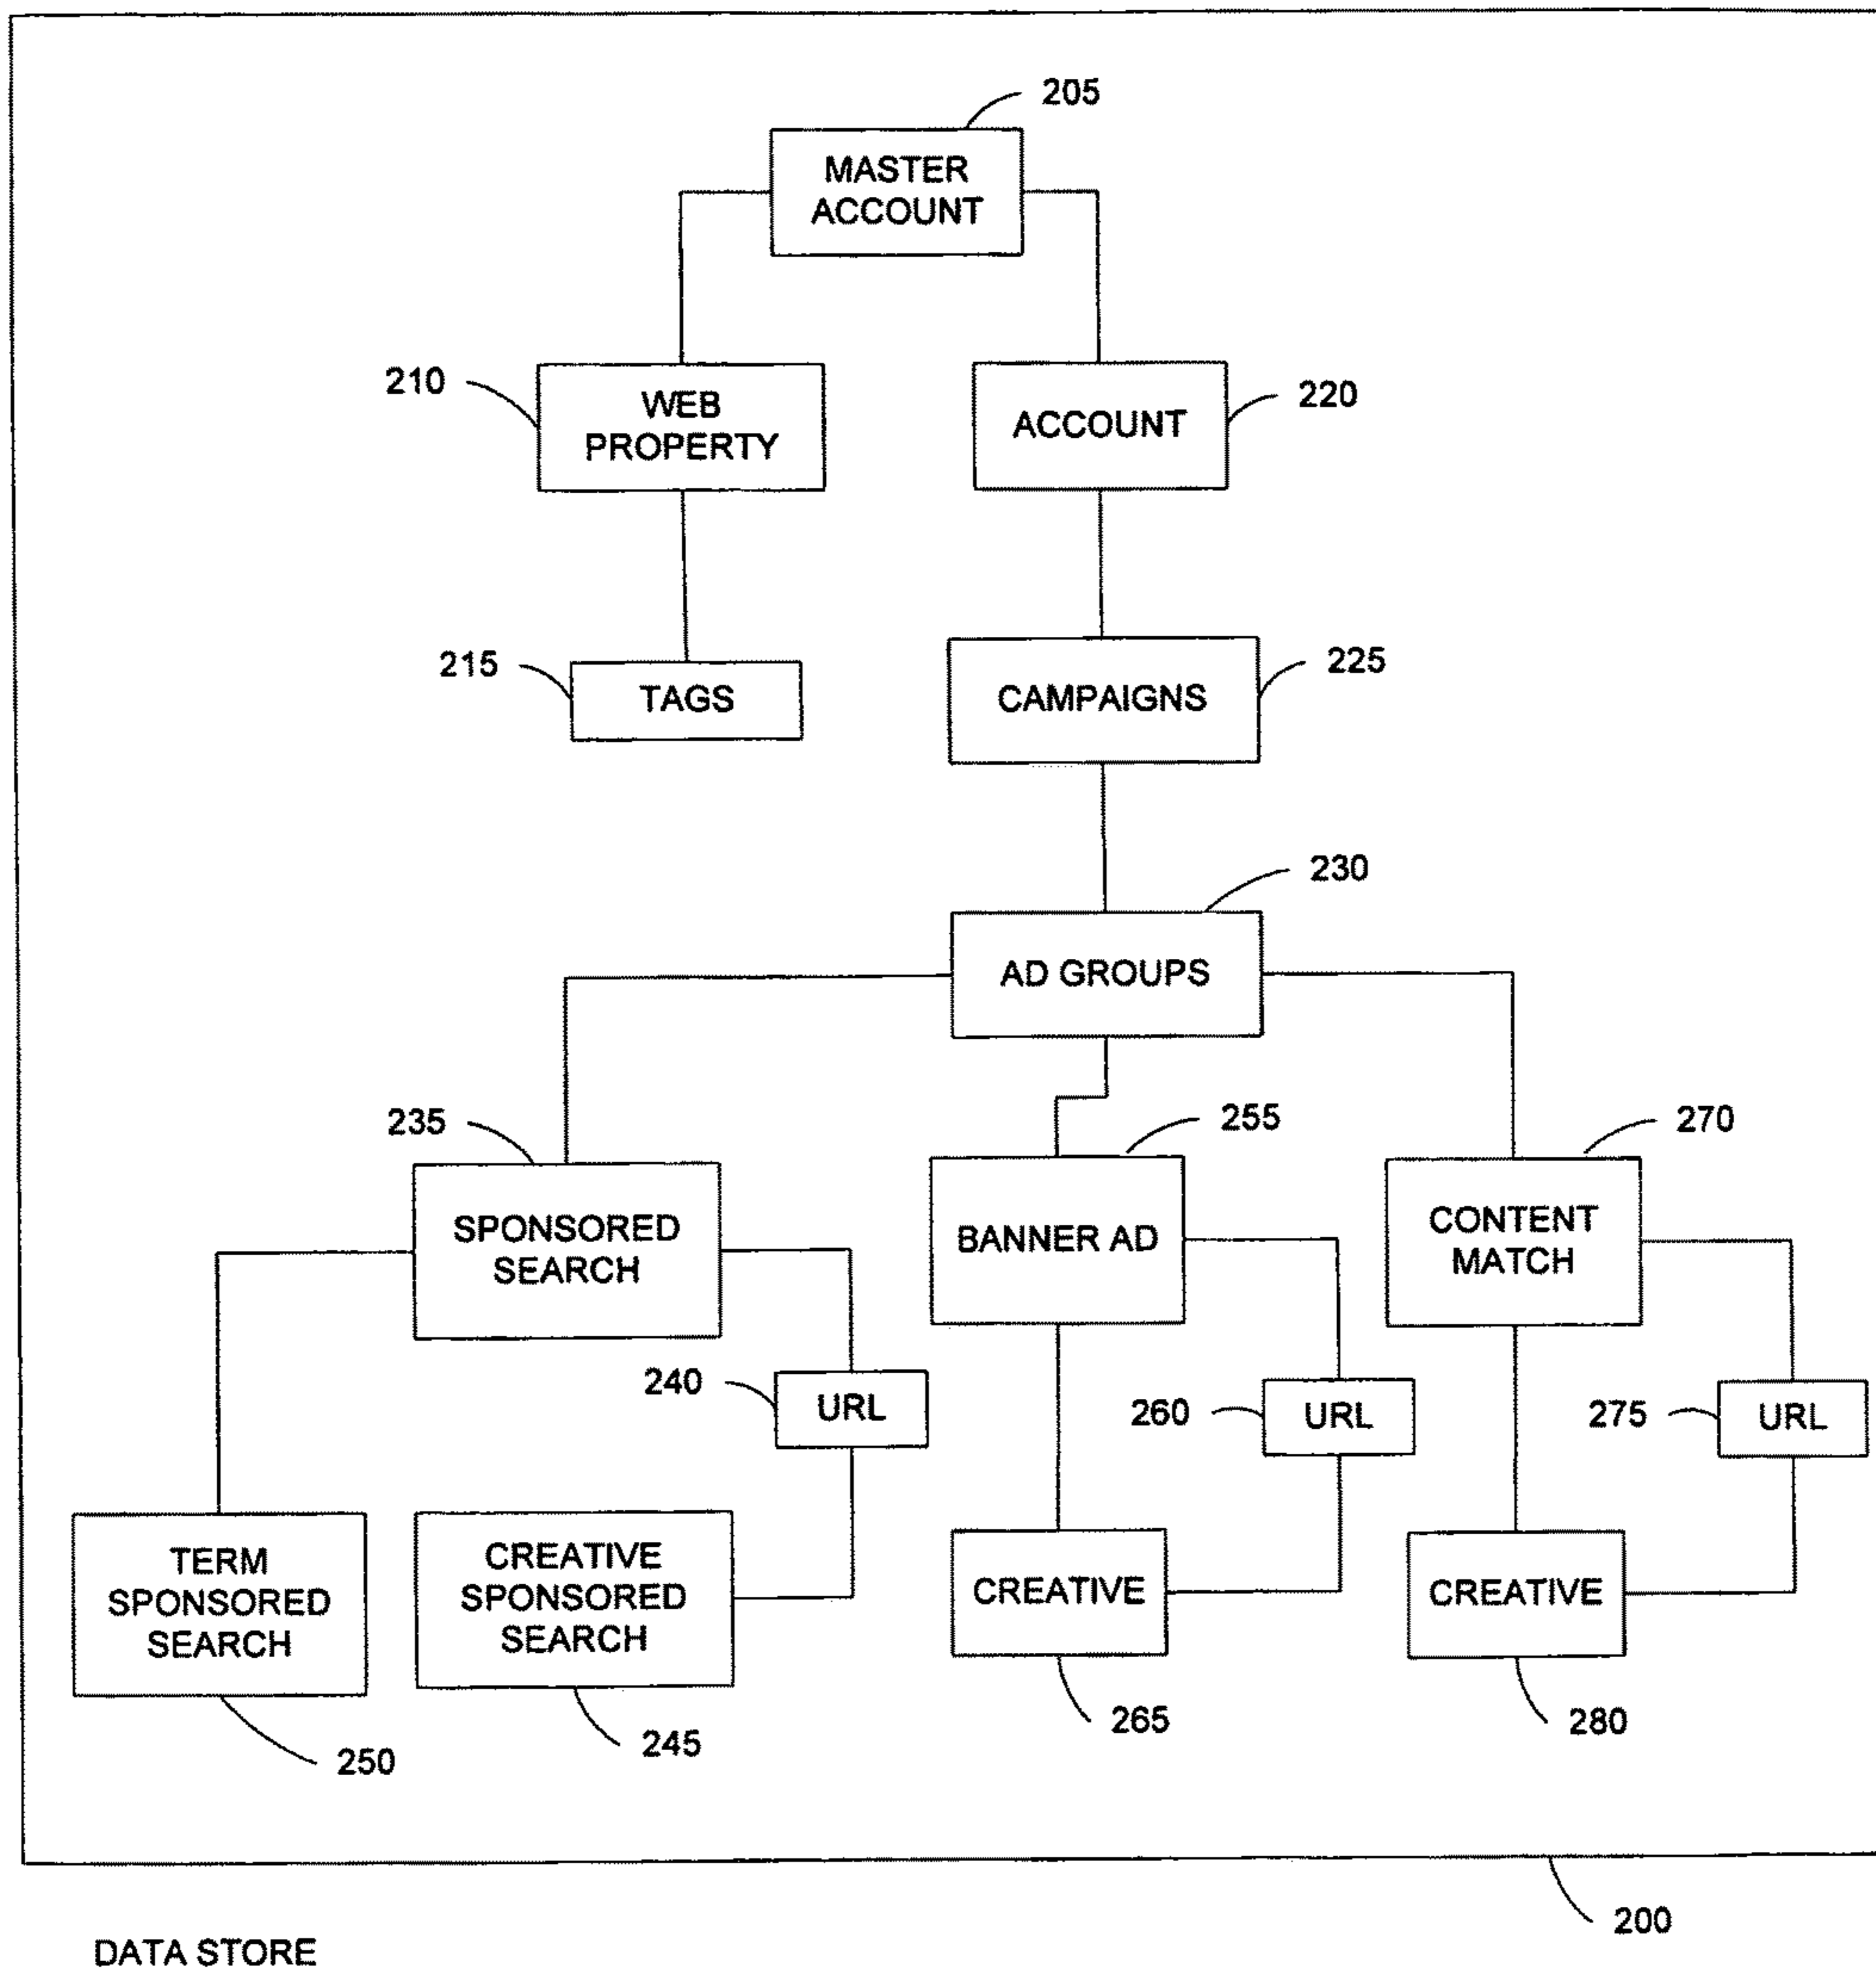 205
MASTER
ACCOUNT
210
WEB
PROPERTY
220
ACCOUNT
215
TAGS
225
CAMPAIGNS
230
AD GROUPS
235
SPONSORED
SEARCH
255
BANNER AD
270
CONTENT
MATCH
240
URL
260
URL
275
URL
TERM
SPONSORED
SEARCH
250
CREATIVE
SPONSORED
SEARCH
245
CREATIVE
265
CREATIVE
280
200
DATA STORE